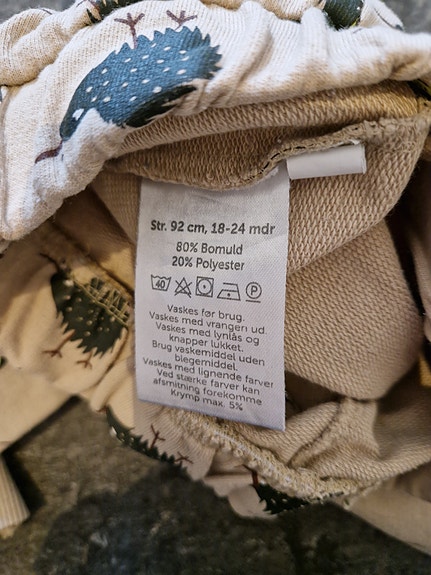 Str. 92 cm, 18-24 mdr
80% Bomuld
20% Polyester
40 P
Vaskes før brug.
Vaskes med vrangen ud.
Vaskes med lynlås og
knapper lukket.
Brug vaskemiddel uden
blegemiddel.
Vaskes med lignende farver
Ved stærke farver kan
afsmitning forekomme
Krymp max. 5%